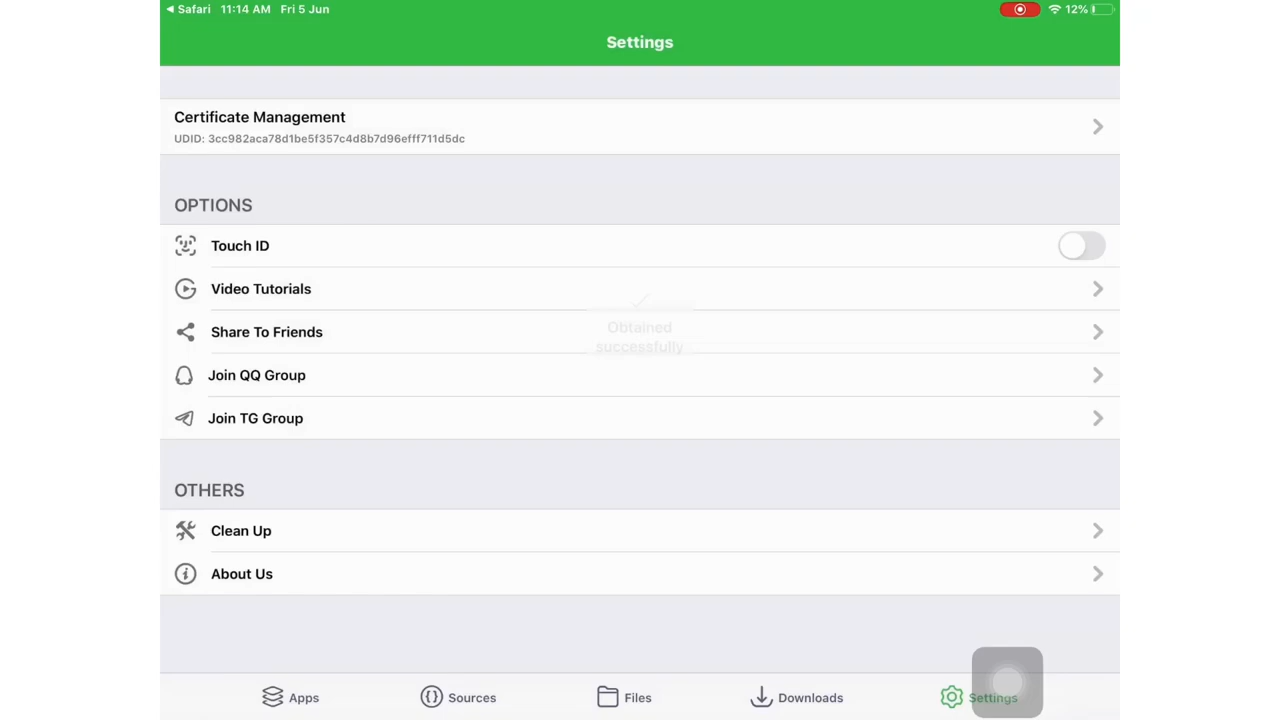 Safari 11:14 AM Fri 5 Jun 12%
Settings
Certificate Management
UDID: 3cc982aca78d1be5f357c4d8b7d96efff711d5dc
OPTIONS
Touch ID
Video Tutorials
Share To Friends
Obtained
successfully
Join QQ Group
Join TG Group
OTHERS
Clean Up
About Us
Apps Sources Files Downloads Settings